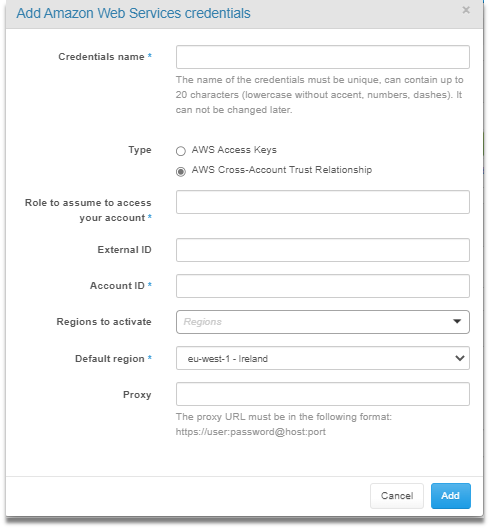 Add Amazon Web Services credentials
×
Credentials name *
The name of the credentials must be unique, can contain up to
20 characters (lowercase without accent, numbers, dashes). It
can not be changed later.
Type
AWS Access Keys
AWS Cross-Account Trust Relationship
Role to assume to access
your account *
External ID
Account ID *
Regions to activate
Regions
Default region *
eu-west-1 - Ireland
Proxy
The proxy URL must be in the following format:
https://user:password@host:port
Cancel
Add